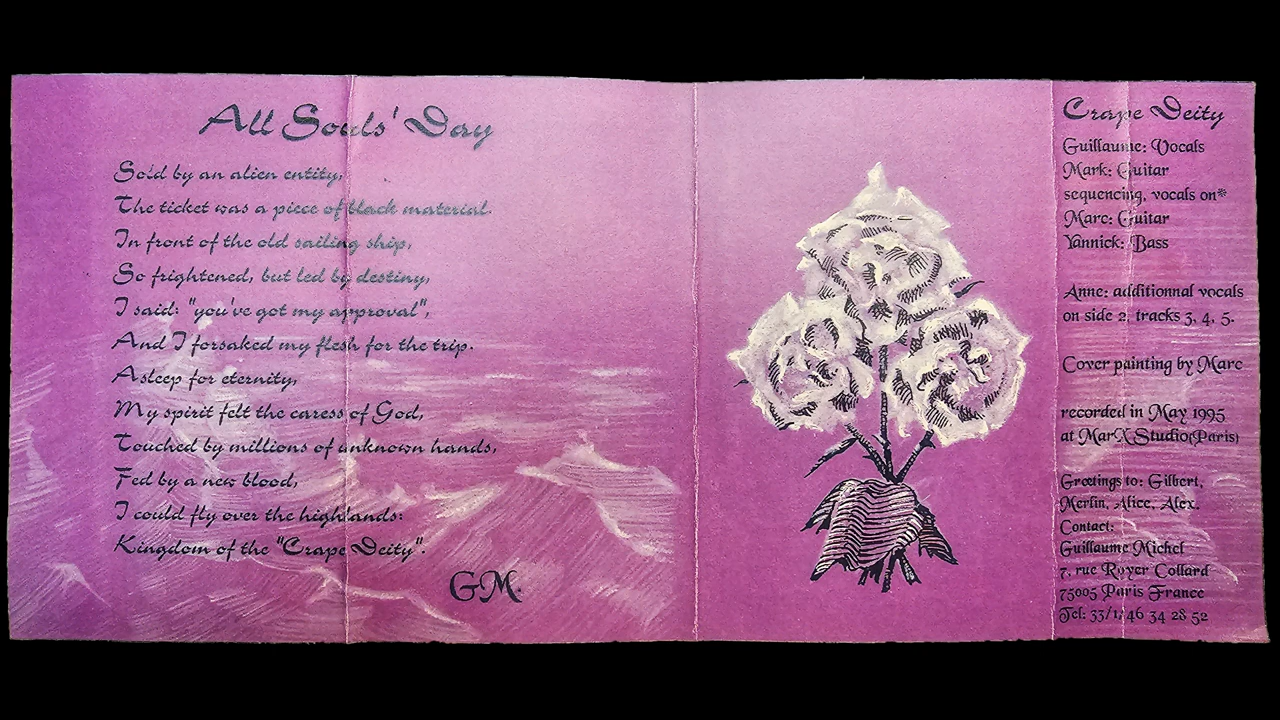 All Souls' Day
Sold by an alien entity,
The ticket was a piece of black material.
In front of the old sailing ship,
So frightened, but led by destiny,
I said: "you've got my approval",
And I forsaked my flesh for the trip.
Asleep for eternity,
My spirit felt the caress of God,
Touched by millions of unknown hands,
Fed by a new blood,
I could fly over the highlands:
Kingdom of the "Crape Deity".
GM.
Crape Deity
Guillaume: Vocals
Mark: Guitar
sequencing, vocals on*
Marc: Guitar
Yannick: Bass
Anne: additionnal vocals
on side 2, tracks 3, 4, 5.
Cover painting by Marc
recorded in May 1995
at MarX Studio(Paris)
Greetings to: Gilbert,
Merlin, Alice, Alex.
Contact:
Guillaume Michel
7, rue Royer Collard
75005 Paris France
Tel: 33/1/46 34 28 52